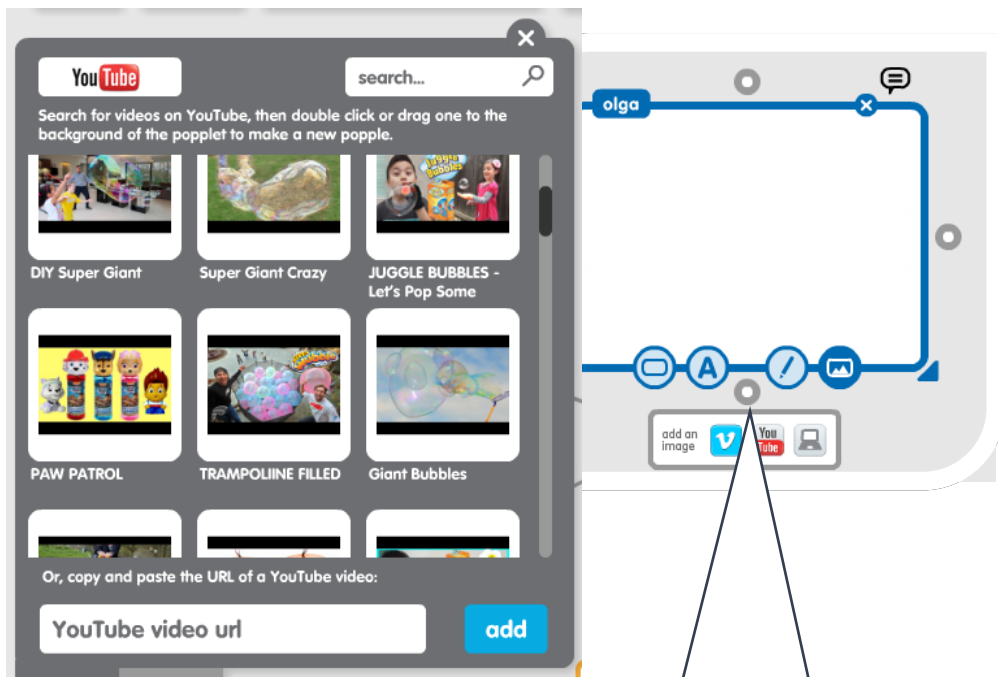 YouTube
search...
Search for videos on YouTube, then double click or drag one to the
background of the popplet to make a new popple.
Juggle
Bubbles
DIY Super Giant
Super Giant Crazy
JUGGLE BUBBLES -
Let's Pop Some
PAW PATROL
TRAMPOLIINE FILLED
Giant Bubbles
Or, copy and paste the URL of a YouTube video:
YouTube video url
add
olga
A
add an
image
You
Tube